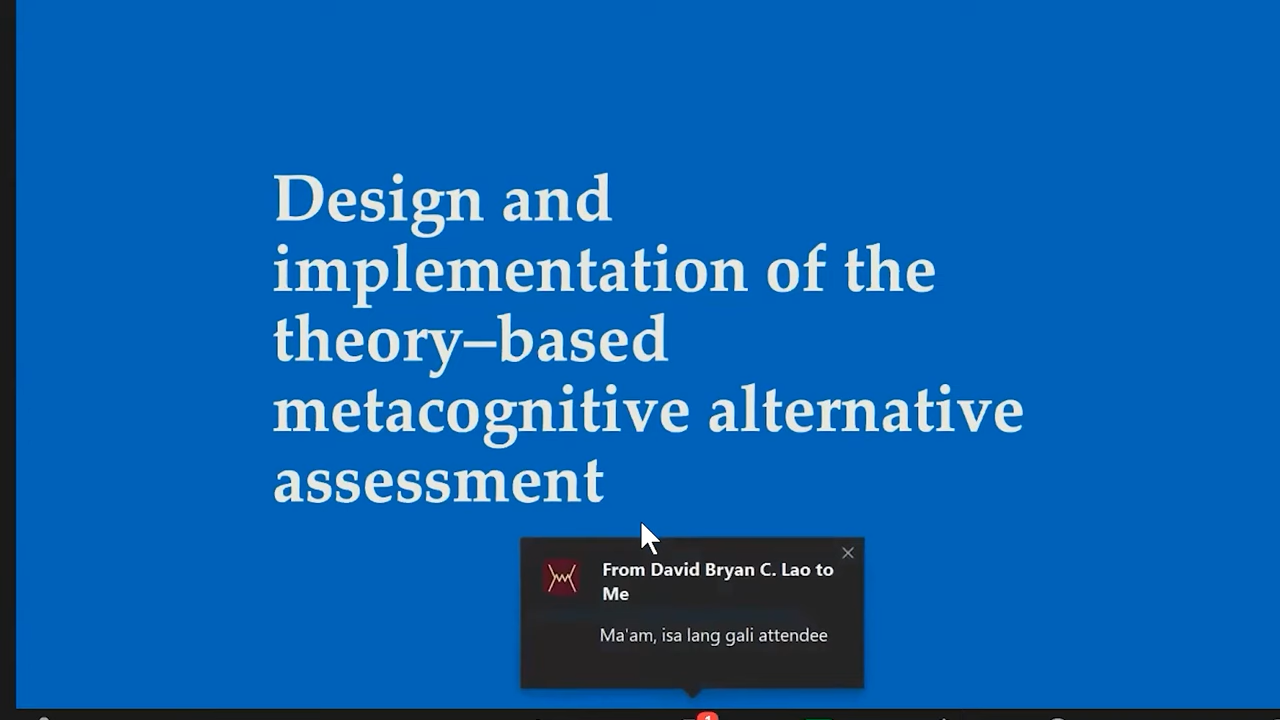 Design and
implementation of the
theory–based
metacognitive alternative
assessment
From David Bryan C. Lao to
Me
Ma'am, isa lang gali attendee
1